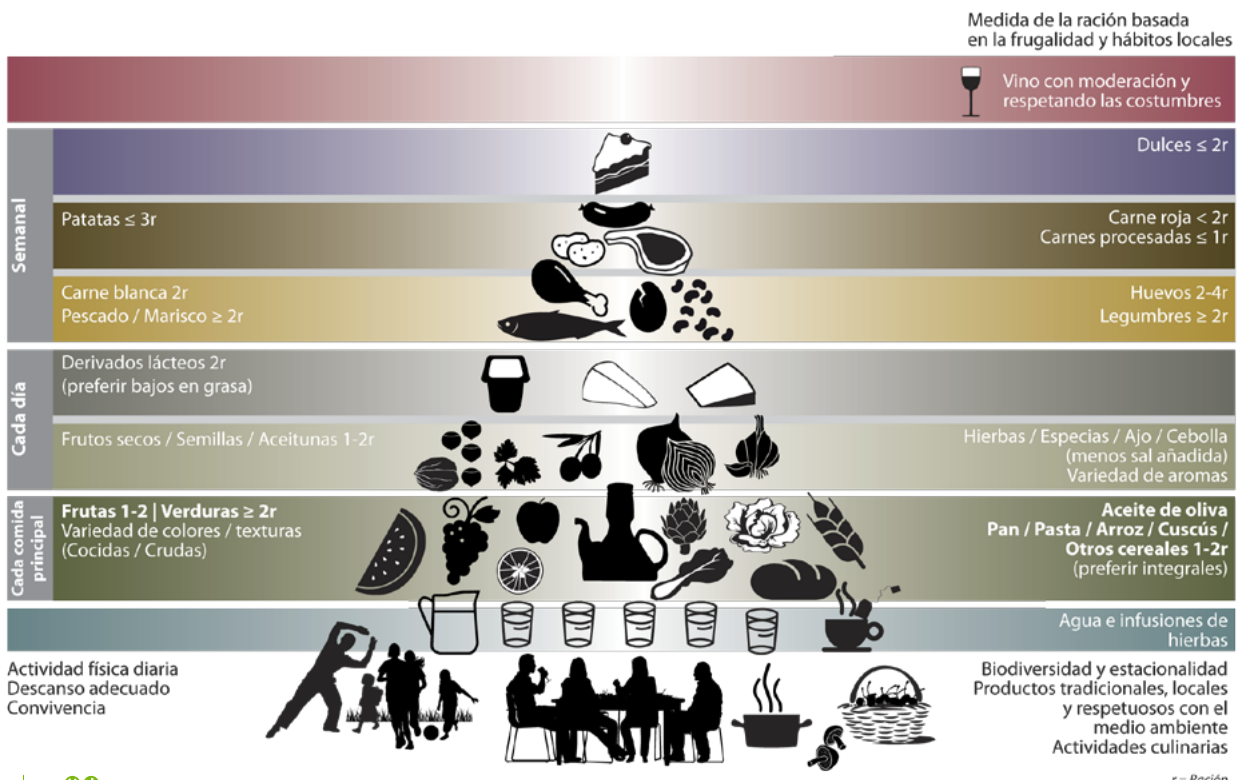 Medida de la ración basada
en la frugalidad y hábitos locales
Vino con moderación y
respetando las costumbres
Semanal
Dulces ≤ 2r
Patatas ≤ 3r
Carne roja < 2r
Carnes procesadas ≤ 1r
Carne blanca 2r
Pescado / Marisco ≥ 2r
Huevos 2-4r
Legumbres ≥ 2r
Cada día
Derivados lácteos 2r
(preferir bajos en grasa)
Frutos secos / Semillas / Aceitunas 1-2r
Hierbas / Especias / Ajo / Cebolla
(menos sal añadida)
Variedad de aromas
Cada comida
principal
Frutas 1-2 | Verduras ≥ 2r
Variedad de colores / texturas
(Cocidas / Crudas)
Aceite de oliva
Pan / Pasta / Arroz / Cuscús /
Otros cereales 1-2r
(preferir integrales)
Agua e infusiones de
hierbas
Actividad física diaria
Descanso adecuado
Convivencia
Biodiversidad y estacionalidad
Productos tradicionales, locales
y respetuosos con el
medio ambiente
Actividades culinarias
r = Ración